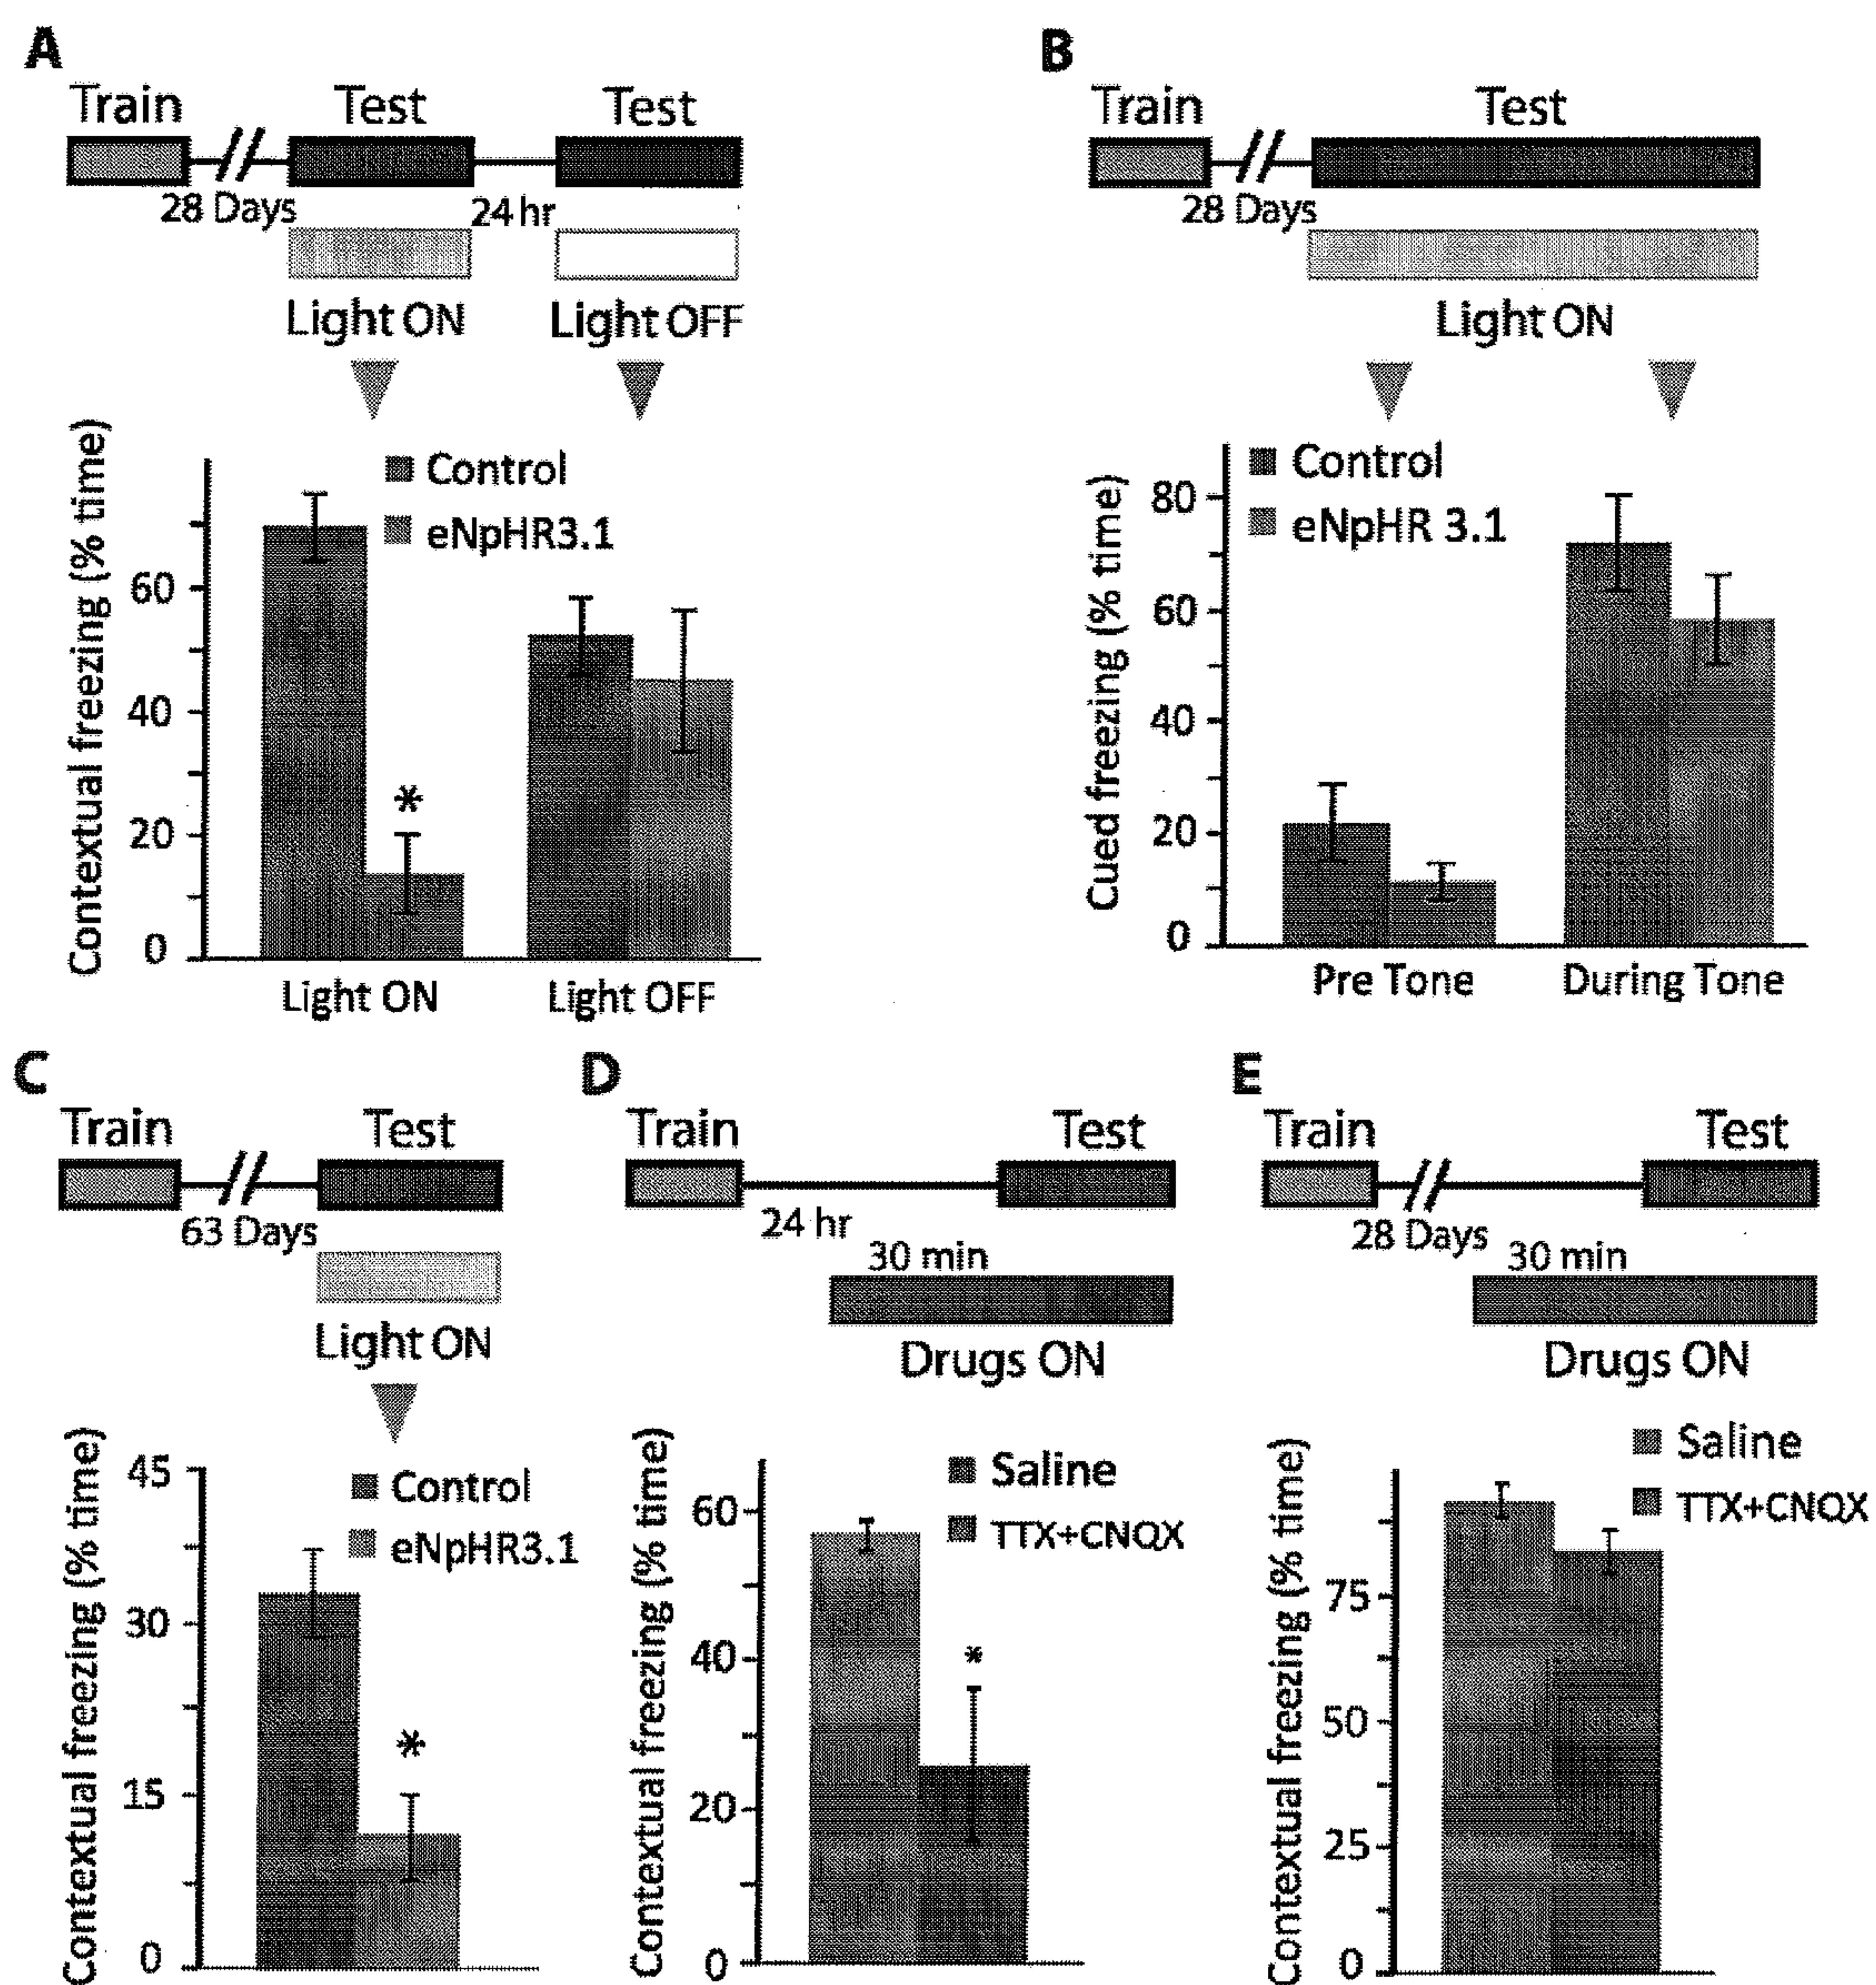 A
Train Test Test
28 Days 24 hr
Light ON Light OFF
Contextual freezing (% time)
Control
eNpHR3.1
60
40
20
0
*
Light ON Light OFF
B
Train Test
28 Days
Light ON
Cued freezing (% time)
Control
eNpHR 3.1
80
60
40
20
0
Pre Tone During Tone
C
Train Test
63 Days
Light ON
Contextual freezing (% time)
Control
eNpHR3.1
45
30
15
0
*
D
Train Test
24 hr
30 min
Drugs ON
Contextual freezing (% time)
Saline
TTX+CNQX
60
40
20
0
*
E
Train Test
28 Days
30 min
Drugs ON
Contextual freezing (% time)
Saline
TTX+CNQX
75
50
25
0